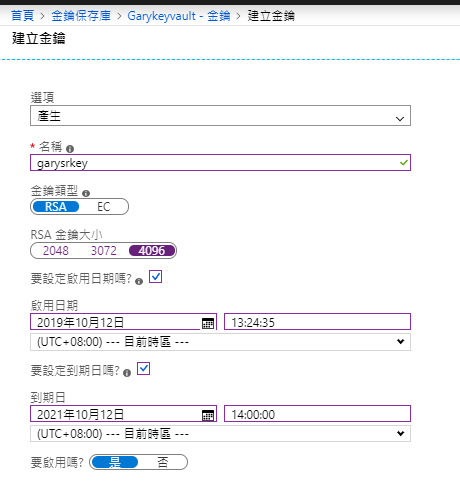 首頁 > 金鑰保存庫 > Garykeyvault - 金鑰 > 建立金鑰
建立金鑰
選項
產生
* 名稱
garysrkey
金鑰類型
RSA EC
RSA 金鑰大小
2048 3072 4096
要設定啟用日期嗎?
啟用日期
2019年10月12日 13:24:35
(UTC+08:00) --- 目前時區 ---
要設定到期日嗎?
到期日
2021年10月12日 14:00:00
(UTC+08:00) --- 目前時區 ---
要啟用嗎? 是 否